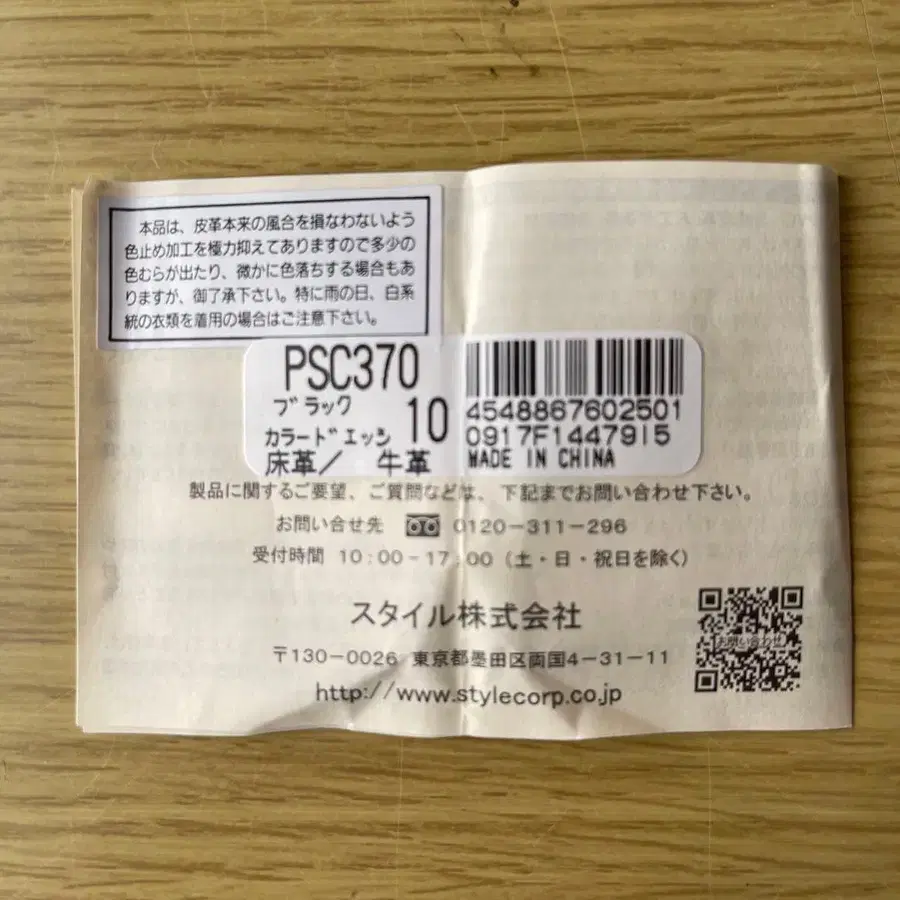 本品は、皮革本来の風合を損なわないよう
色止め加工を極力抑えてありますので多少の
色むらが出たり、微かに色落ちする場合もあ
りますが、御了承下さい。特に雨の日、白系
統の衣類を着用の場合はご注意下さい。
PSC370
ブラック 10
カラードエッジ
床革/ 牛革
4548867602501
0917F1447915
MADE IN CHINA
製品に関するご要望、ご質問などは、下記までお問い合わせ下さい。
お問い合せ先 0120-311-296
受付時間 10:00-17:00 (土・日・祝日を除く)
スタイル株式会社
〒130-0026 東京都墨田区両国4-31-11
http://www.stylecorp.co.jp
お問い合わせ